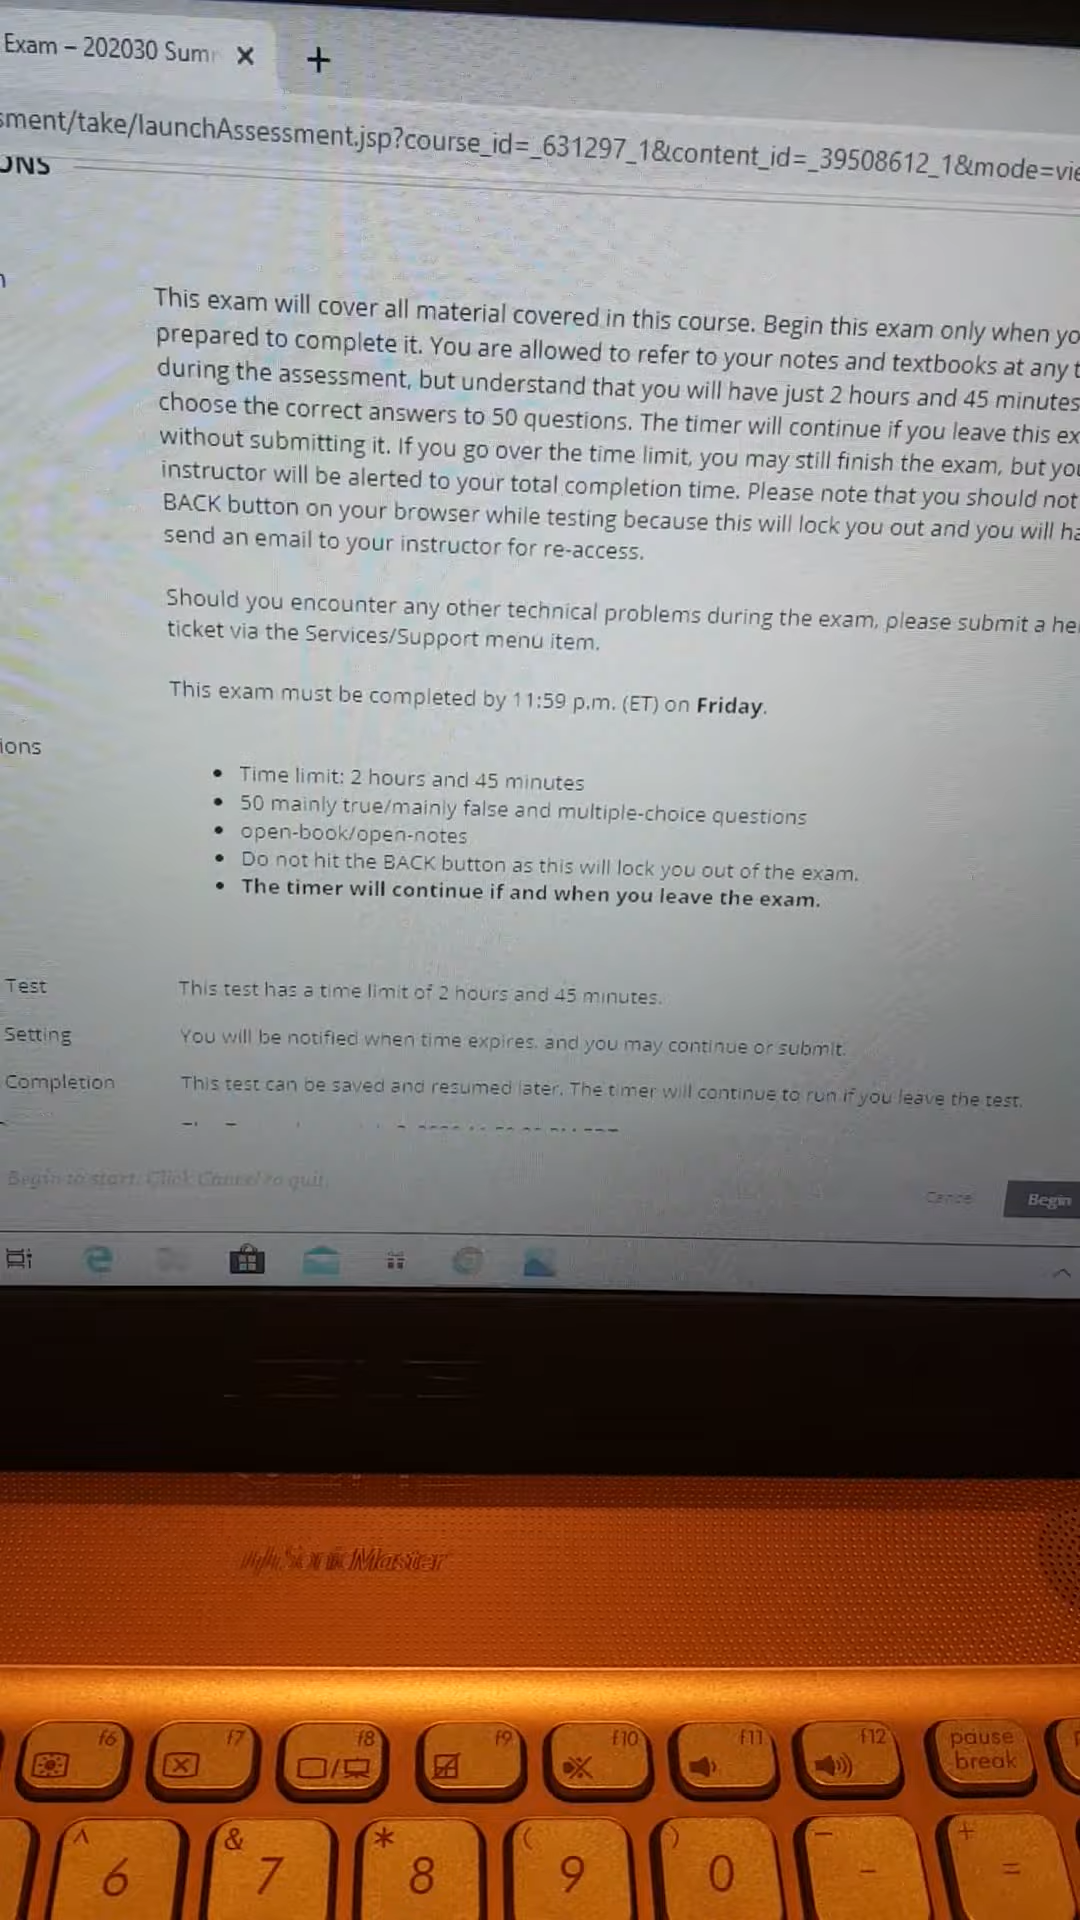 Exam – 202030 Sum
sment/take/launchAssessment.jsp?course_id=_631297_1&content_id=_39508612_1&mode=vie
ONS
This exam will cover all material covered in this course. Begin this exam only when yo
prepared to complete it. You are allowed to refer to your notes and textbooks at any t
during the assessment, but understand that you will have just 2 hours and 45 minutes
choose the correct answers to 50 questions. The timer will continue if you leave this ex
without submitting it. If you go over the time limit, you may still finish the exam, but you
instructor will be alerted to your total completion time. Please note that you should not
BACK button on your browser while testing because this will lock you out and you will ha
send an email to your instructor for re-access.
Should you encounter any other technical problems during the exam, please submit a hel
ticket via the Services/Support menu item.
This exam must be completed by 11:59 p.m. (ET) on Friday.
ions
• Time limit: 2 hours and 45 minutes
• 50 mainly true/mainly false and multiple-choice questions
• open-book/open-notes
• Do not hit the BACK button as this will lock you out of the exam.
• The timer will continue if and when you leave the exam.
Test This test has a time limit of 2 hours and 45 minutes.
Setting You will be notified when time expires, and you may continue or submit.
Completion This test can be saved and resumed later. The timer will continue to run if you leave the test.
Begin to start. Click Cancel to quit.
Cancel Begin
SonicMaster
f6 f7 f8 f9 f10 f11 f12 pause
break
^ & * ( ) – +
6 7 8 9 0 - =